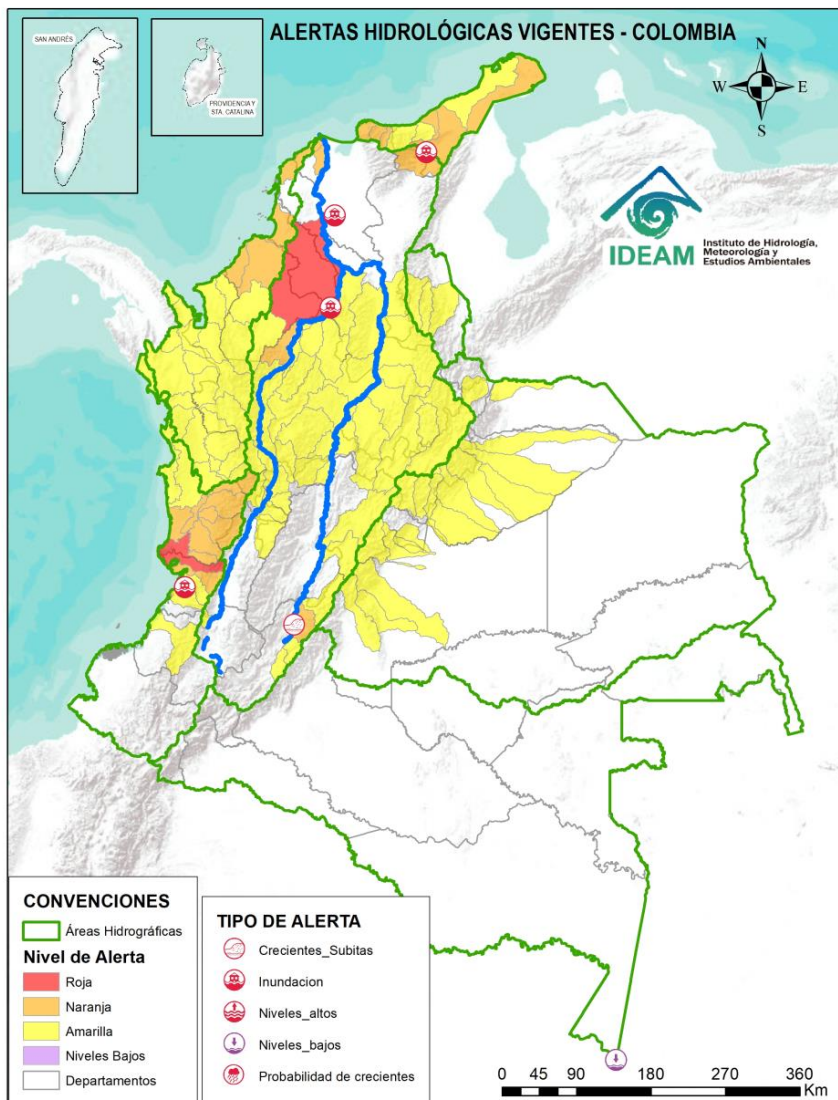 ALERTAS HIDROLÓGICAS VIGENTES - COLOMBIA
SAN ANDRÉS
PROVIDENCIA Y
STA. CATALINA
N
W
E
S
IDEAM
Instituto de Hidrología,
Meteorología y
Estudios Ambientales
CONVENCIONES
Áreas Hidrográficas
Nivel de Alerta
Roja
Naranja
Amarilla
Niveles Bajos
Departamentos
TIPO DE ALERTA
Crecientes_Subitas
Inundacion
Niveles_altos
Niveles_bajos
Probabilidad de crecientes
0 45 90 180 270 360
Km